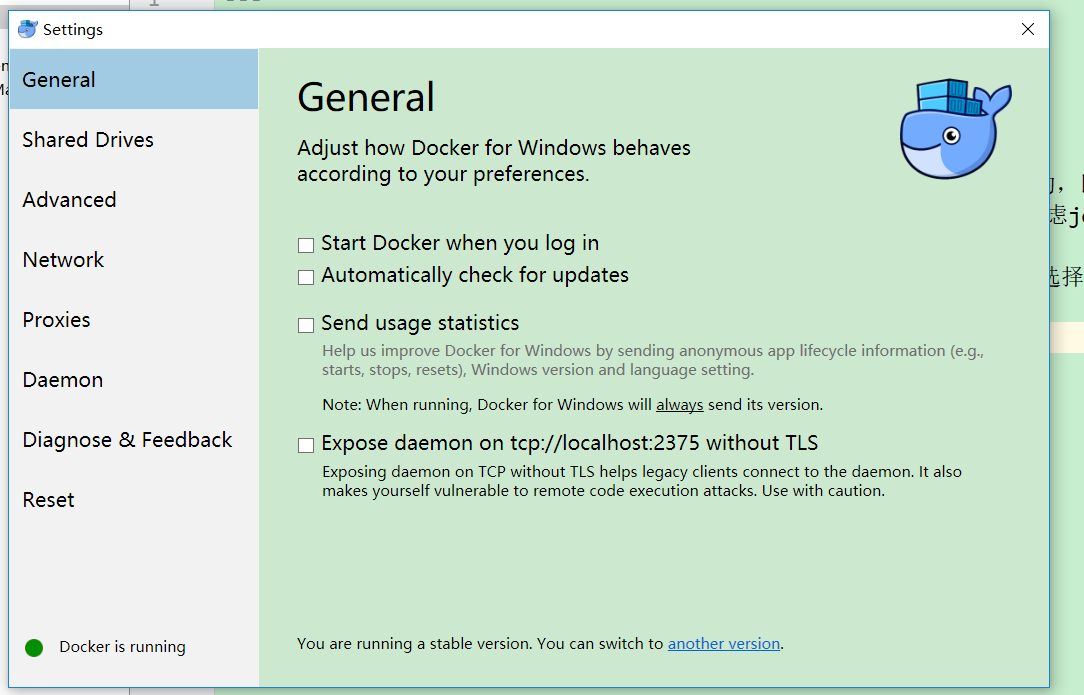 1
Settings
General
Shared Drives
Advanced
Network
Proxies
Daemon
Diagnose & Feedback
Reset
Docker is running
General
Adjust how Docker for Windows behaves
according to your preferences.
Start Docker when you log in
Automatically check for updates
Send usage statistics
Help us improve Docker for Windows by sending anonymous app lifecycle information (e.g.,
starts, stops, resets), Windows version and language setting.
Note: When running, Docker for Windows will always send its version.
Expose daemon on tcp://localhost:2375 without TLS
Exposing daemon on TCP without TLS helps legacy clients connect to the daemon. It also
makes yourself vulnerable to remote code execution attacks. Use with caution.
You are running a stable version. You can switch to another version.
选择